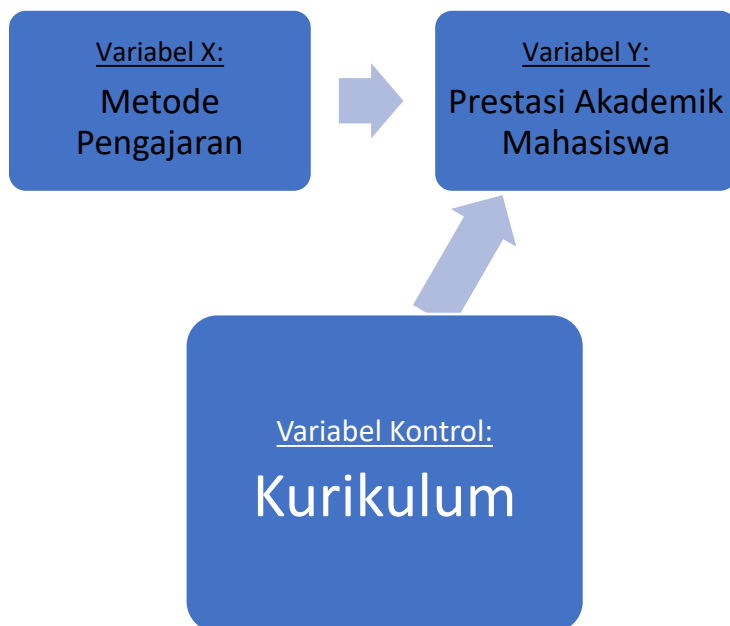 Variabel X:
Metode
Pengajaran
Variabel Y:
Prestasi Akademik
Mahasiswa
Variabel Kontrol:
Kurikulum